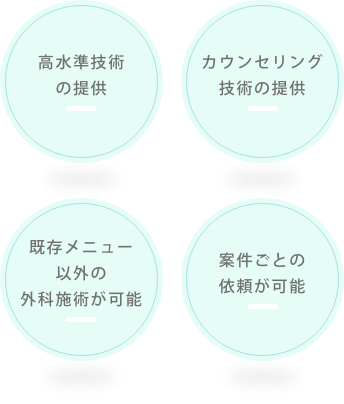 高水準技術
の提供
カウンセリング
技術の提供
既存メニュー
以外の
外科施術が可能
案件ごとの
依頼が可能